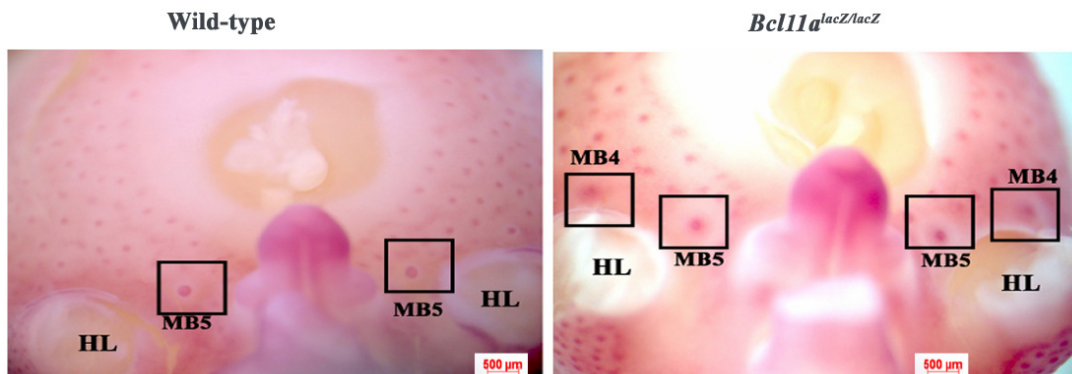 Wild-type
Bcl11a^lacZ/lacZ
MB5
MB5
HL
HL
500 µm
MB4
MB4
MB5
MB5
HL
HL
500 µm